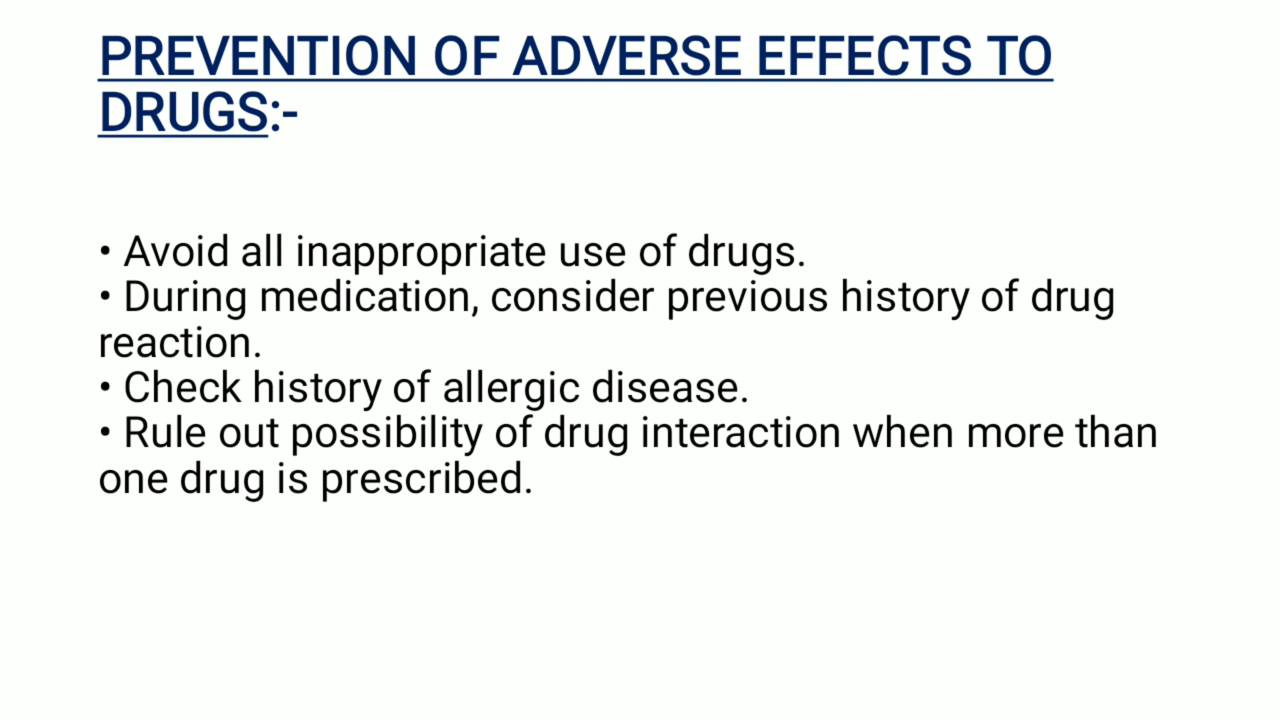 PREVENTION OF ADVERSE EFFECTS TO
DRUGS:-
• Avoid all inappropriate use of drugs.
• During medication, consider previous history of drug
reaction.
• Check history of allergic disease.
• Rule out possibility of drug interaction when more than
one drug is prescribed.